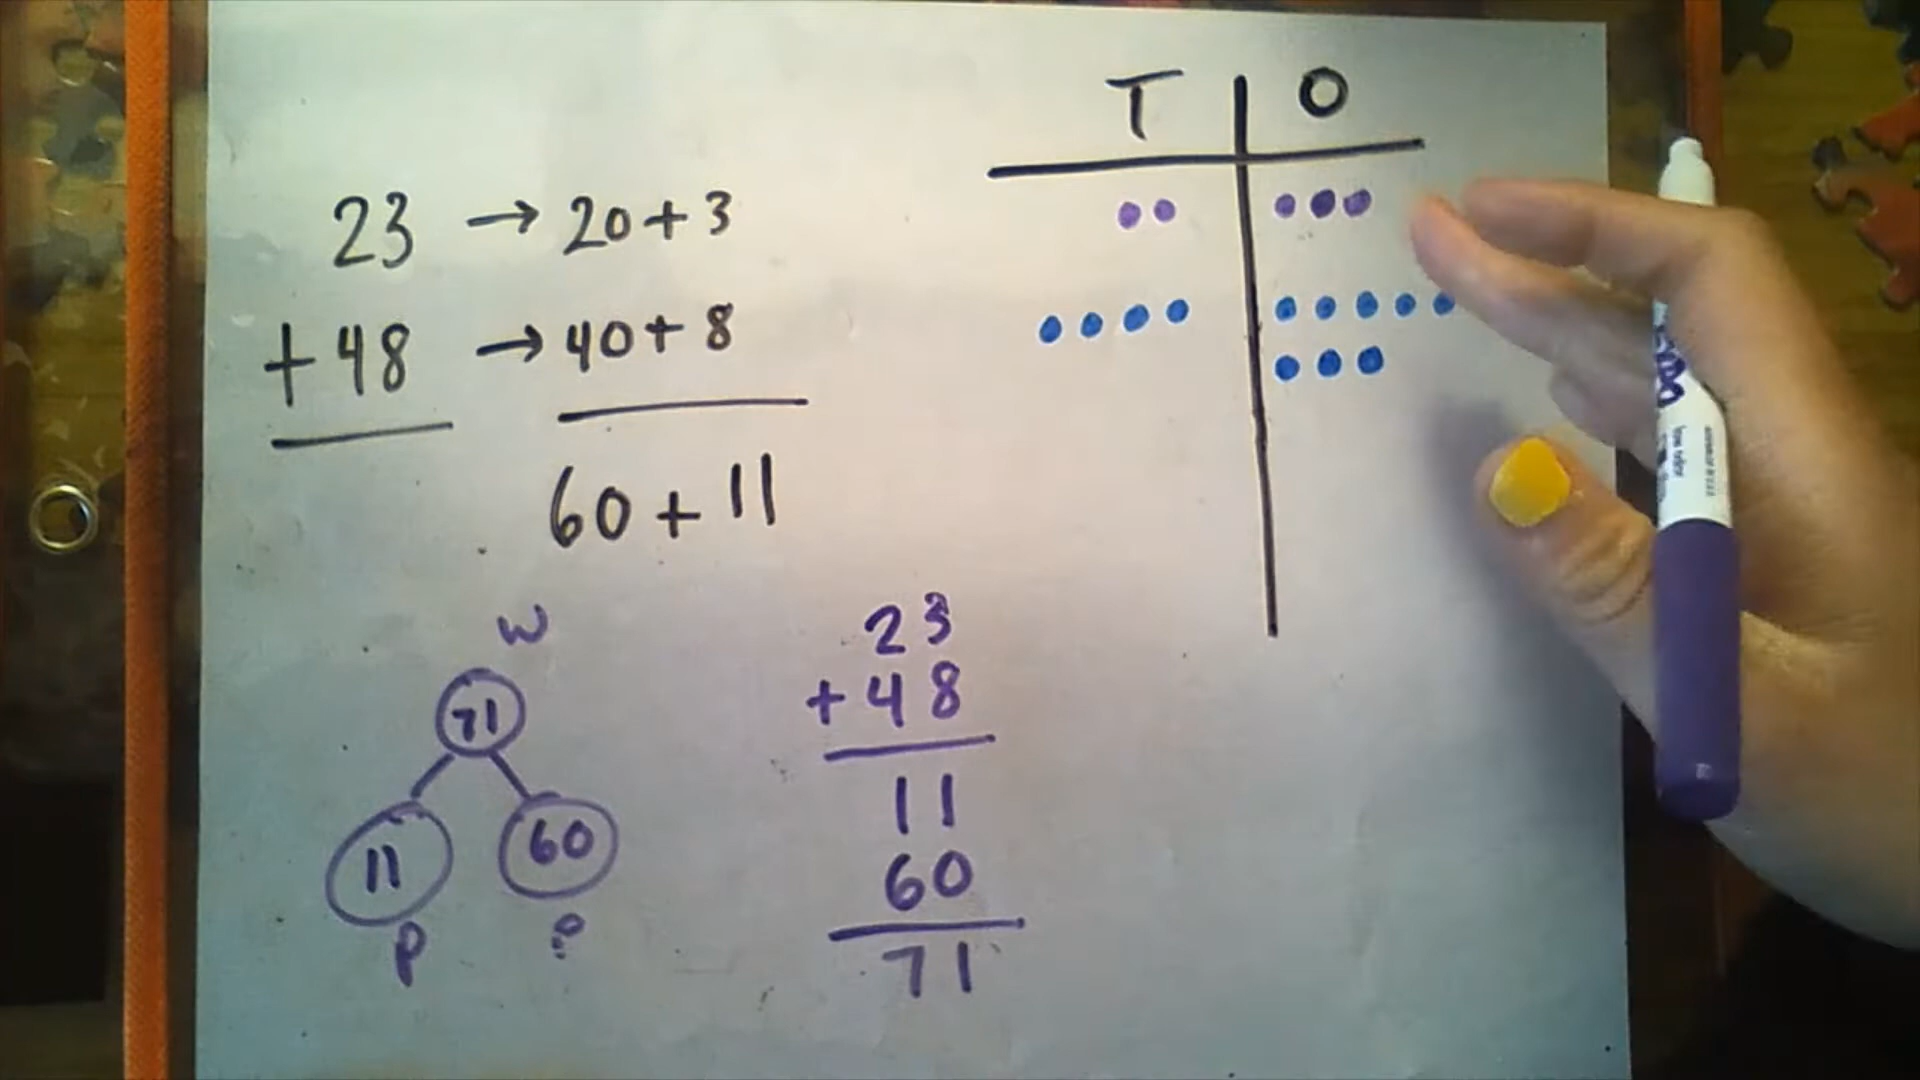 23 → 20 + 3
+ 48 → 40 + 8
60 + 11
T O
W
71
11 60
P
23
+ 48
11
60
71